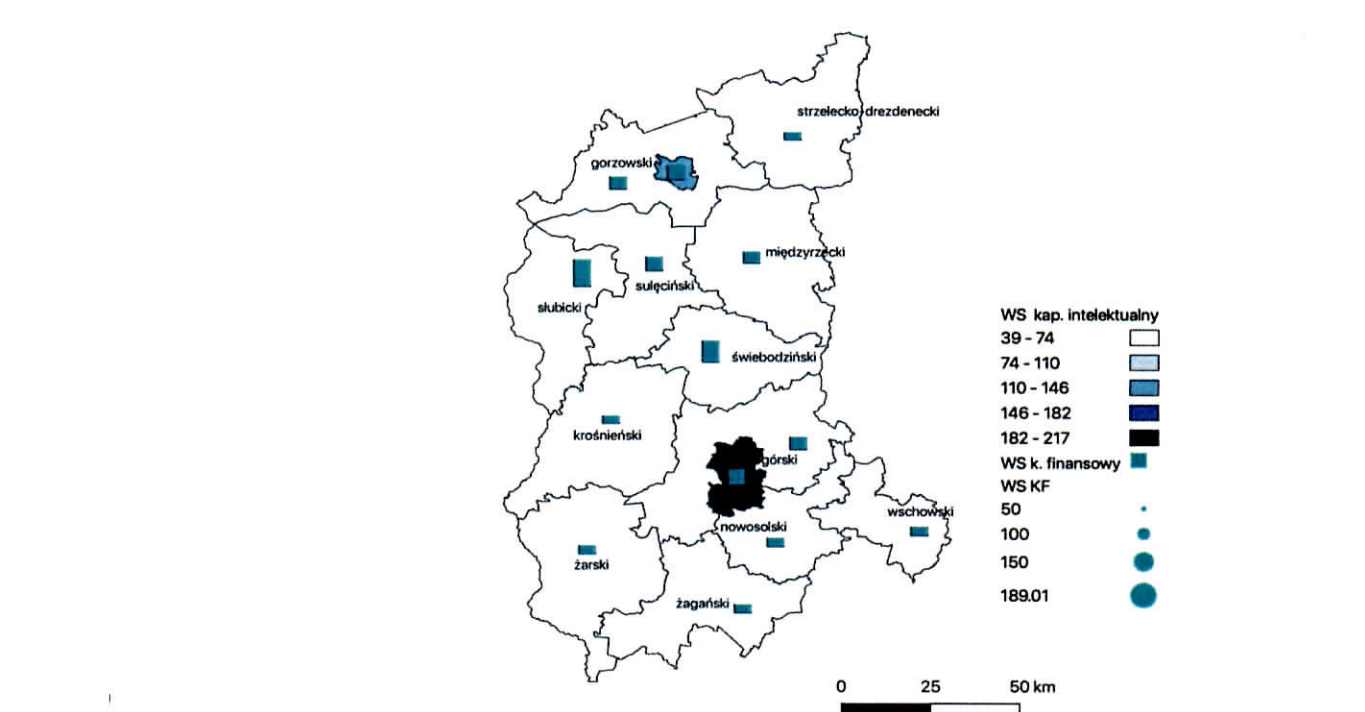 strzelecko-drezdenecki
gorzowski
międzyrzecki
sulęciński
słubicki
świebodziński
krośnieński
górski
wschowski
nowosolski
żarski
żagański
WS kap. intelektualny
39 - 74
74 - 110
110 - 146
146 - 182
182 - 217
WS k. finansowy
WS KF
50
100
150
189.01
0 25 50 km